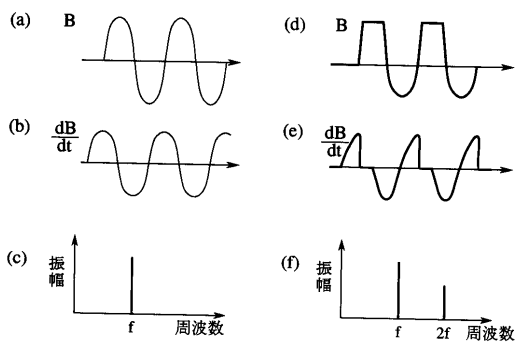 (a) B
(b) dB
dt
(c) 振
幅
f 周波数
(d) B
(e) dB
dt
(f) 振
幅
f 2f 周波数